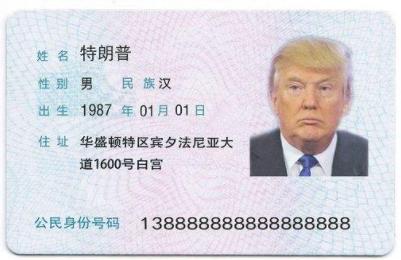 姓 名 特朗普
性 别 男 民 族 汉
出 生 1987 年 01 月 01 日
住 址 华盛顿特区宾夕法尼亚大
道1600号白宫
公民身份号码 138888888888888888